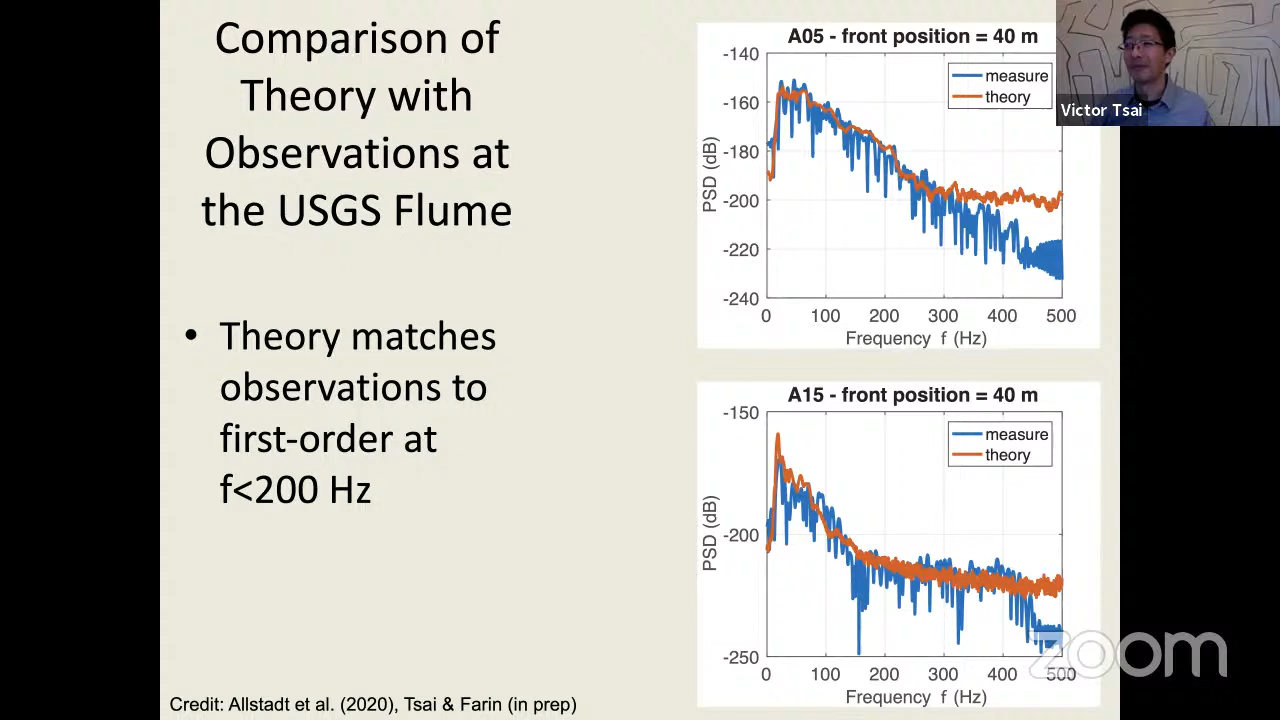 Comparison of
Theory with
Observations at
the USGS Flume
• Theory matches
observations to
first-order at
f<200 Hz
Credit: Allstadt et al. (2020), Tsai & Farin (in prep)
A05 - front position = 40 m
measure
theory
PSD (dB)
-140
-160
-180
-200
-220
-240
0 100 200 300 400 500
Frequency f (Hz)
A15 - front position = 40 m
measure
theory
PSD (dB)
-150
-200
-250
0 100 200 300 400 500
Frequency f (Hz)
Victor Tsai
zoom